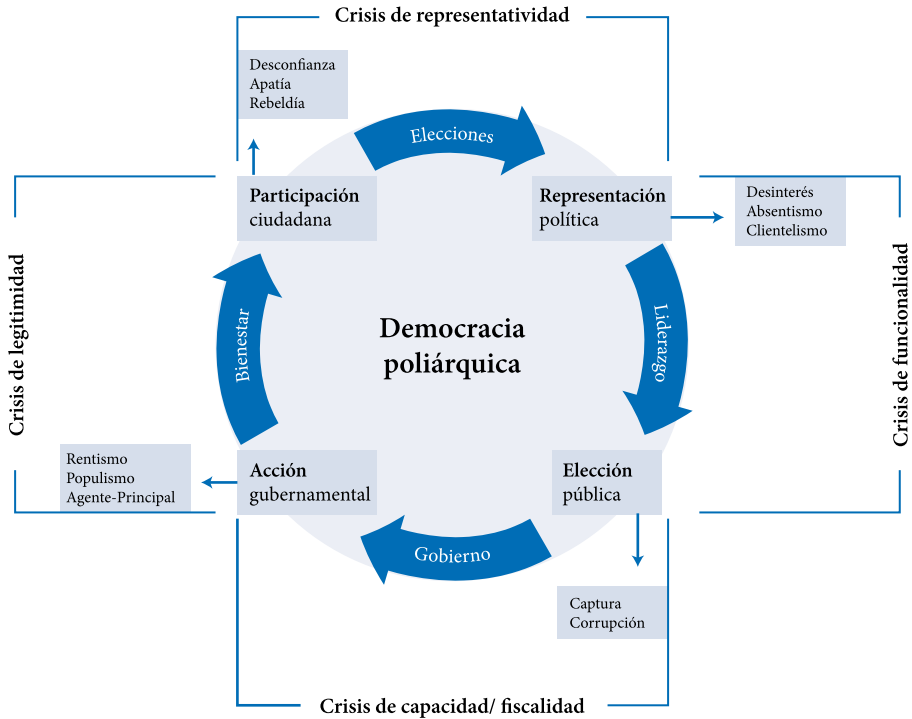 Crisis de representatividad
Desconfianza
Apatía
Rebeldía
Elecciones
Participación
ciudadana
Representación
política
Desinterés
Absentismo
Clientelismo
Crisis de legitimidad
Bienestar
Democracia
poliárquica
Liderazgo
Crisis de funcionalidad
Rentismo
Populismo
Agente-Principal
Acción
gubernamental
Elección
pública
Gobierno
Captura
Corrupción
Crisis de capacidad/ fiscalidad